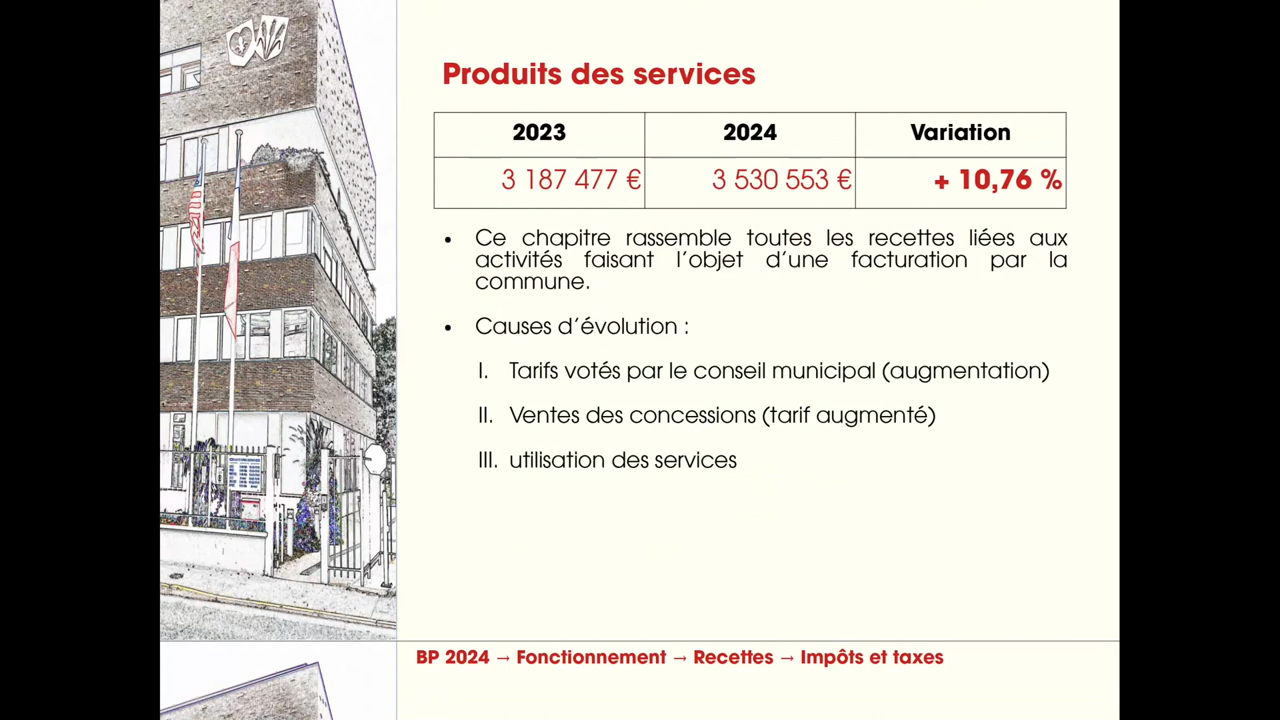 Produits des services
2023 2024 Variation
3 187 477 € 3 530 553 € + 10,76 %
• Ce chapitre rassemble toutes les recettes liées aux
activités faisant l’objet d’une facturation par la
commune.
• Causes d’évolution :
I. Tarifs votés par le conseil municipal (augmentation)
II. Ventes des concessions (tarif augmenté)
III. utilisation des services
BP 2024 → Fonctionnement → Recettes → Impôts et taxes